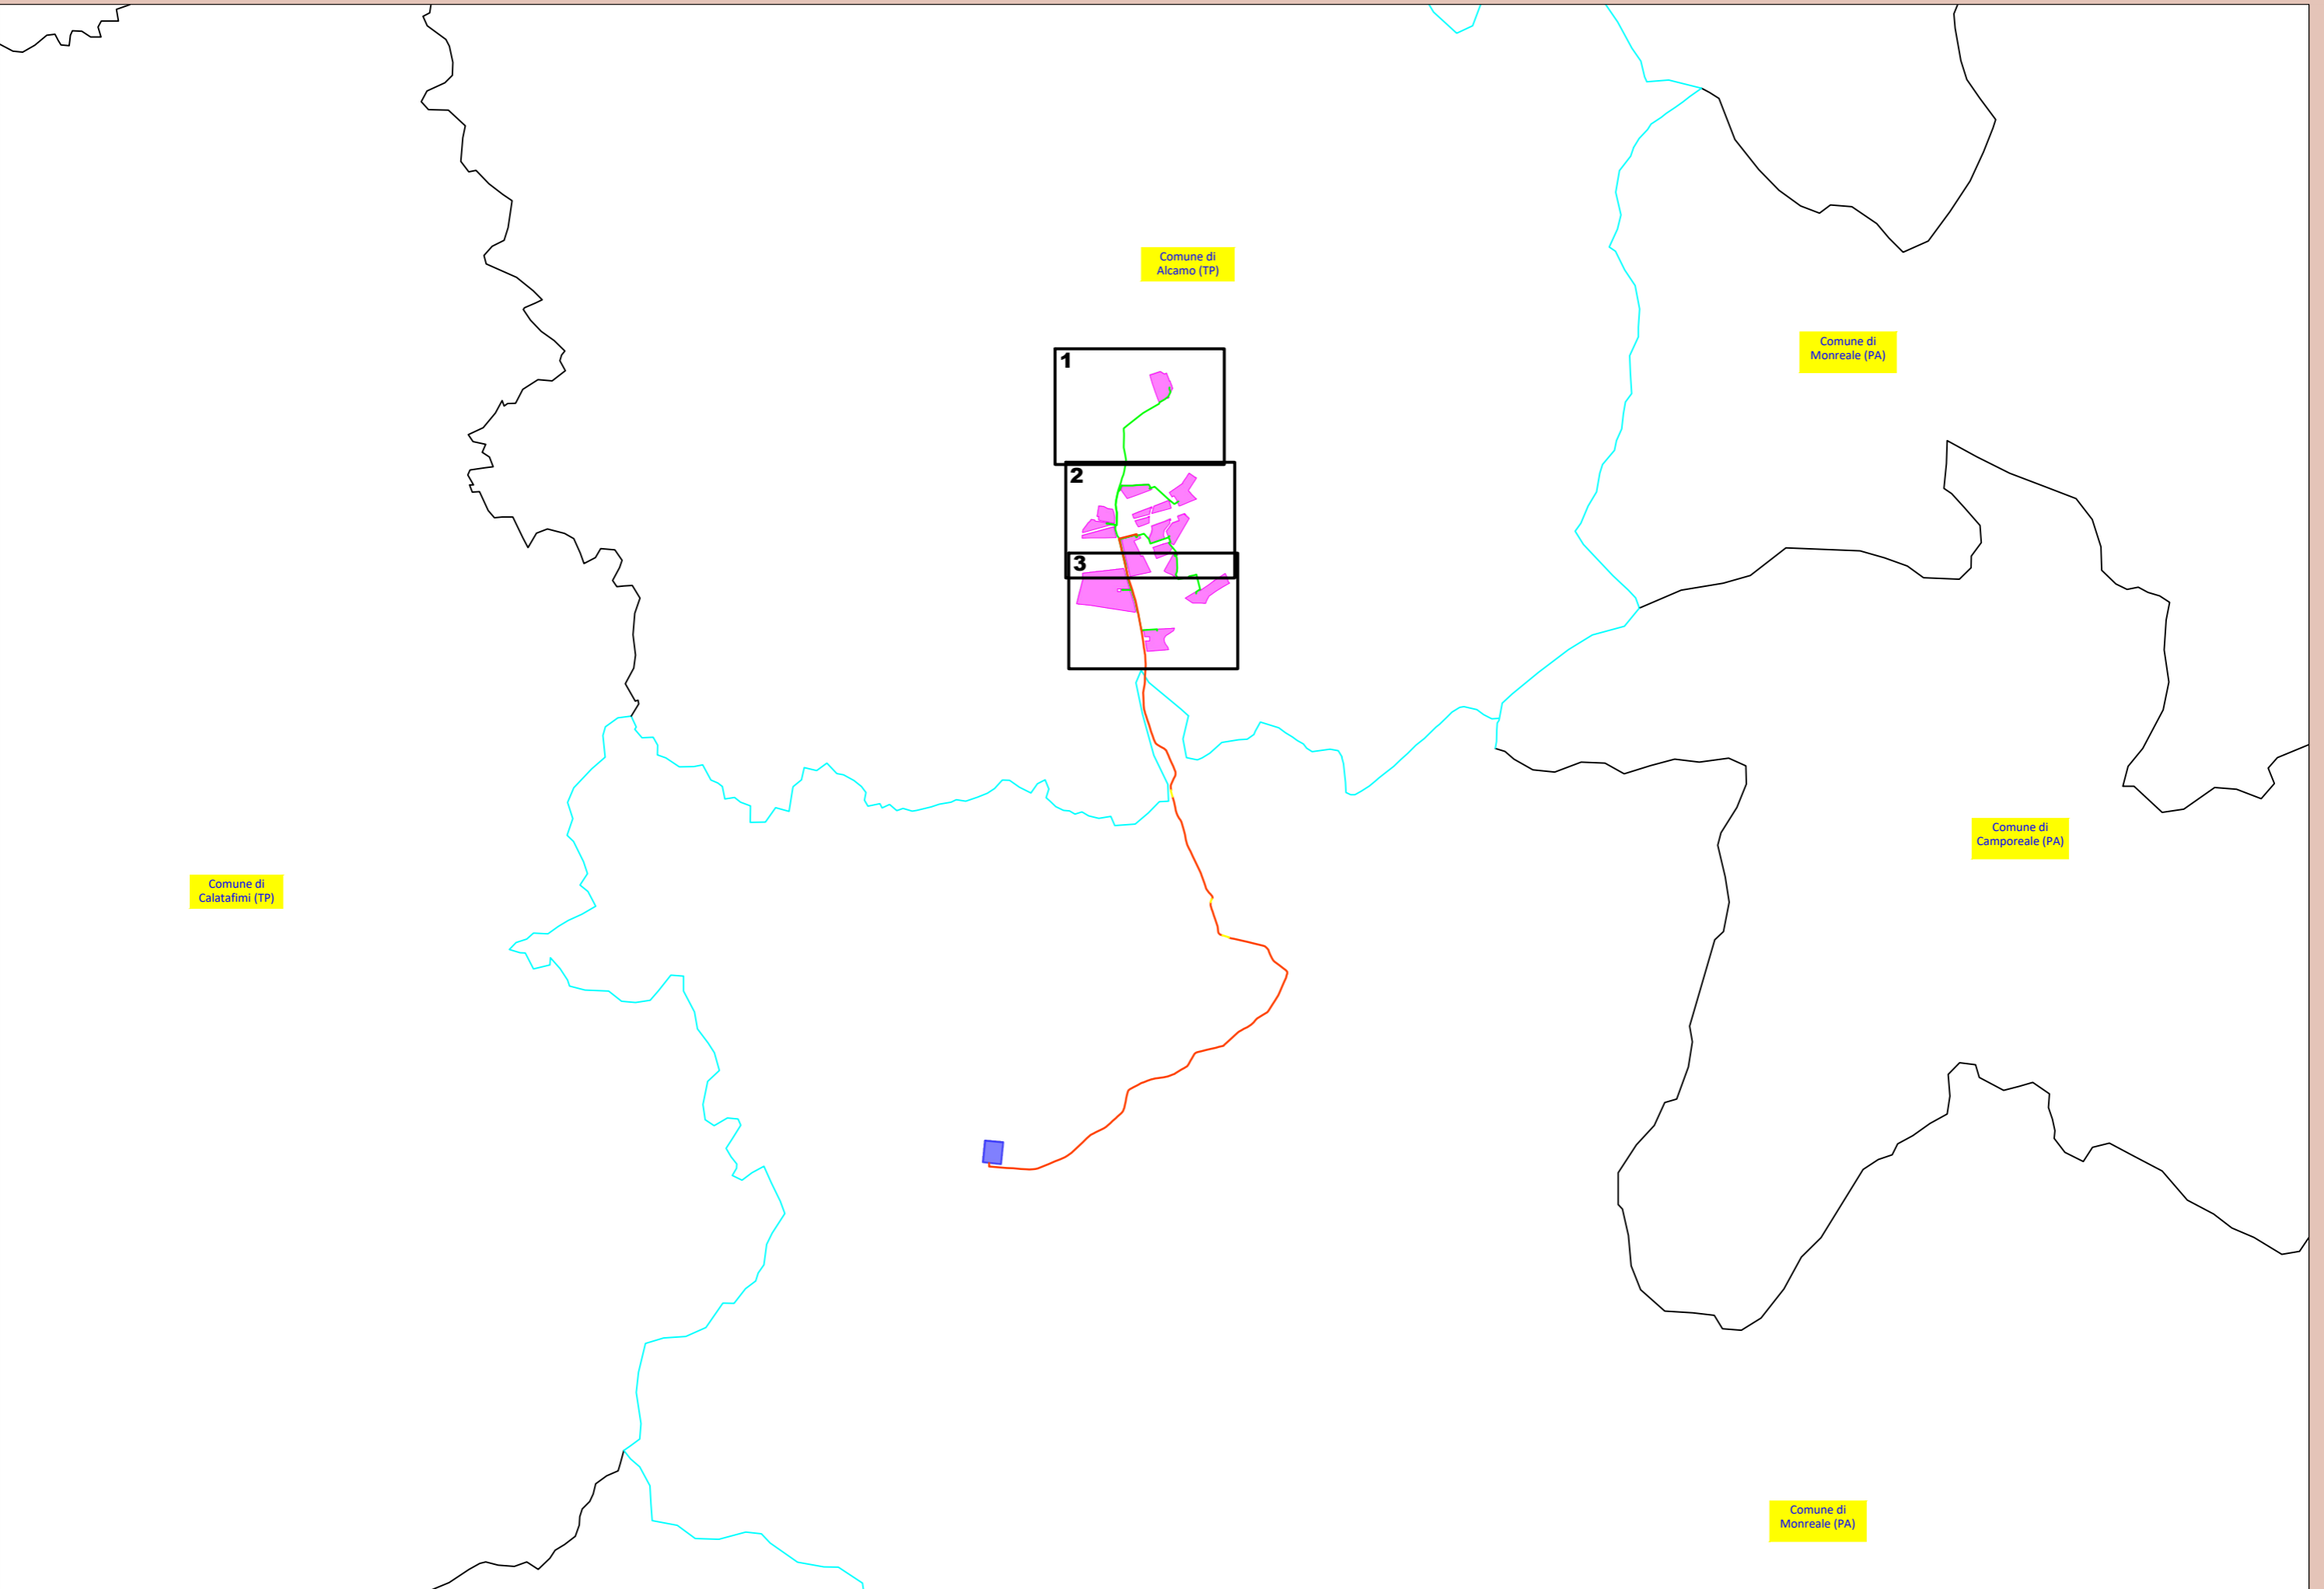 Comune di
Alcamo (TP)
Comune di
Monreale (PA)
1
2
3
Comune di
Camporeale (PA)
Comune di
Calatafimi (TP)
Comune di
Monreale (PA)